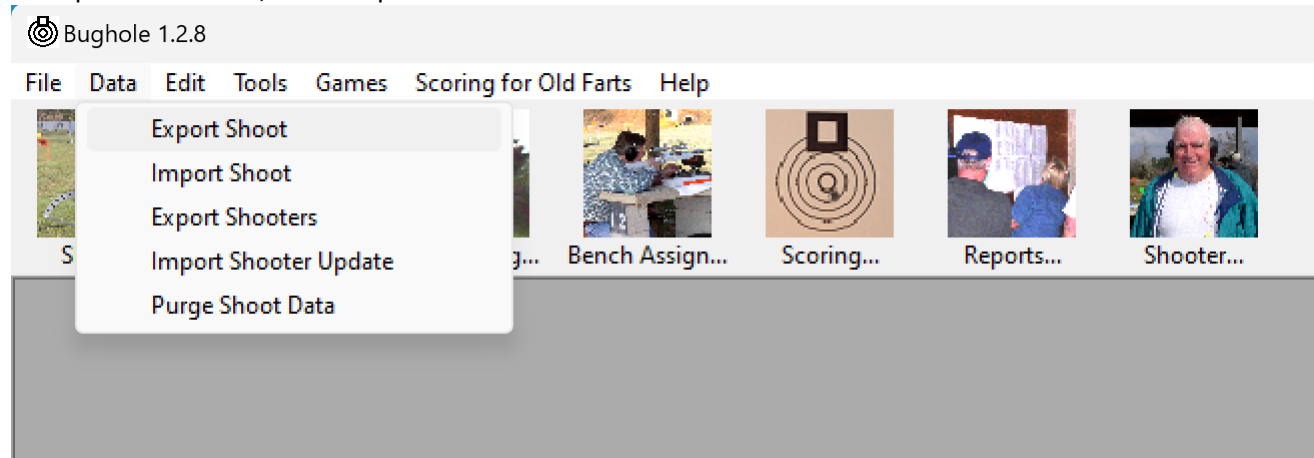 Bughole 1.2.8
File Data Edit Tools Games Scoring for Old Farts Help
Export Shoot
Import Shoot
Export Shooters
Import Shooter Update
Purge Shoot Data
Bench Assign... Scoring... Reports... Shooter...